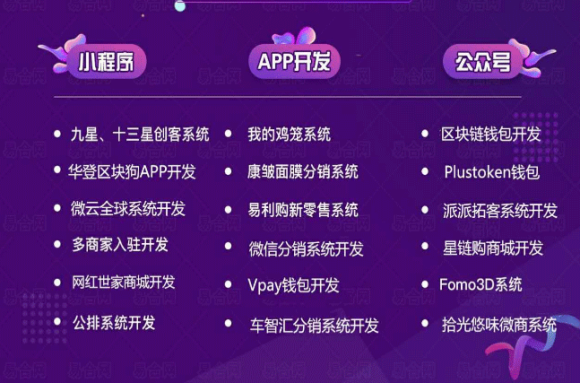 小程序
APP开发
公众号
九星、十三星创客系统
我的鸡笼系统
区块链钱包开发
华登区块狗APP开发
康皱面膜分销系统
Plustoken钱包
微云全球系统开发
易利购新零售系统
派派拓客系统开发
多商家入驻开发
微信分销系统开发
星链购商城开发
网红世家商城开发
Vpay钱包开发
Fomo3D系统
公排系统开发
车智汇分销系统开发
拾光悠味微商系统